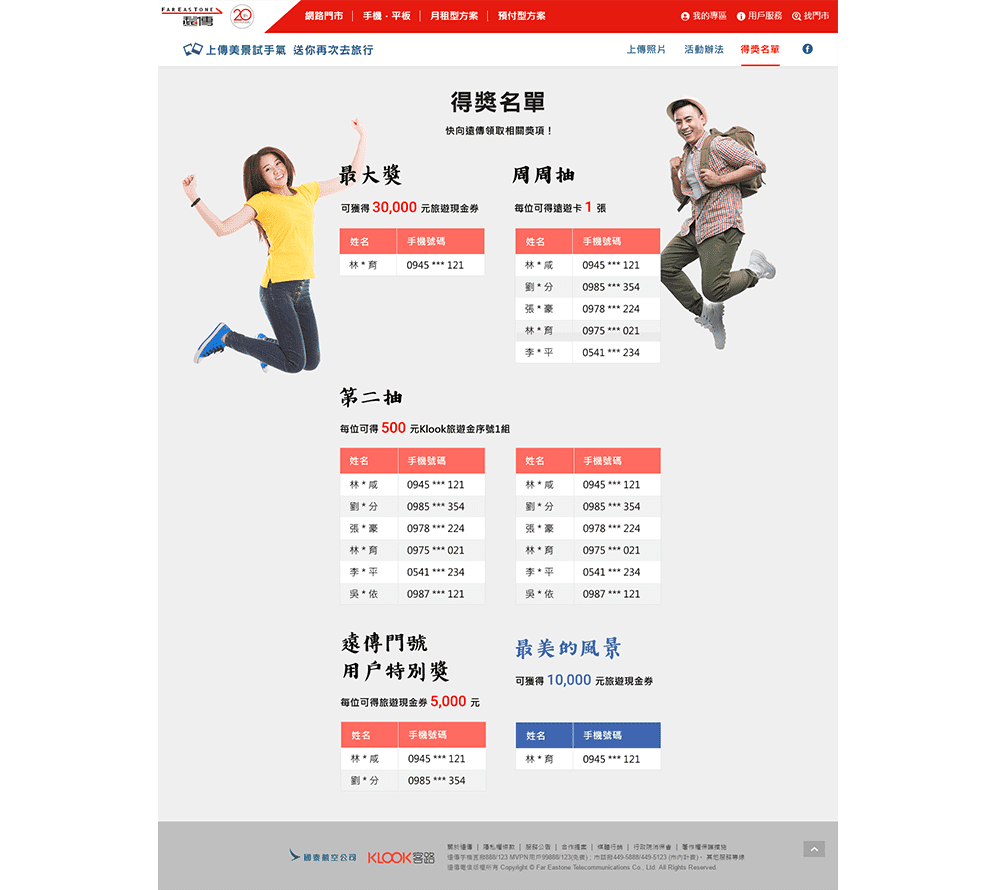 FAR EASTONE
遠傳
20
網路門市 | 手機・平板 | 月租型方案 | 預付型方案
我的專區 用戶服務 找門市
上傳美景試手氣 送你再次去旅行
上傳照片 活動辦法 得獎名單
得獎名單
快向遠傳領取相關獎項！
最大獎
可獲得 30,000 元旅遊現金券
姓名 手機號碼
林 * 育 0945 *** 121
周周抽
每位可得遠遊卡 1 張
姓名 手機號碼
林 * 咸 0945 *** 121
劉 * 分 0985 *** 354
張 * 豪 0978 *** 224
林 * 育 0975 *** 021
李 * 平 0541 *** 234
第二抽
每位可得 500 元Klook旅遊金序號1組
姓名 手機號碼
林 * 咸 0945 *** 121
劉 * 分 0985 *** 354
張 * 豪 0978 *** 224
林 * 育 0975 *** 021
李 * 平 0541 *** 234
吳 * 依 0987 *** 121
姓名 手機號碼
林 * 咸 0945 *** 121
劉 * 分 0985 *** 354
張 * 豪 0978 *** 224
林 * 育 0975 *** 021
李 * 平 0541 *** 234
吳 * 依 0987 *** 121
遠傳門號
用戶特別獎
每位可得旅遊現金券 5,000 元
姓名 手機號碼
林 * 咸 0945 *** 121
劉 * 分 0985 *** 354
最美的風景
可獲得 10,000 元旅遊現金券
姓名 手機號碼
林 * 育 0945 *** 121
國泰航空公司
KLOOK客路
關於遠傳 | 隱私權條款 | 服務公告 | 合作提案 | 媒體行銷 | 行政院消保會 | 著作權保護措施
遠傳手機直撥888/123 MVPN用戶99888/123(免費)，市話撥449-5888/449-5123 (市內計費)。 其他服務專線
遠傳電信版權所有 Copyright © Far Eastone Telecommunications Co., Ltd. All Rights Reserved.